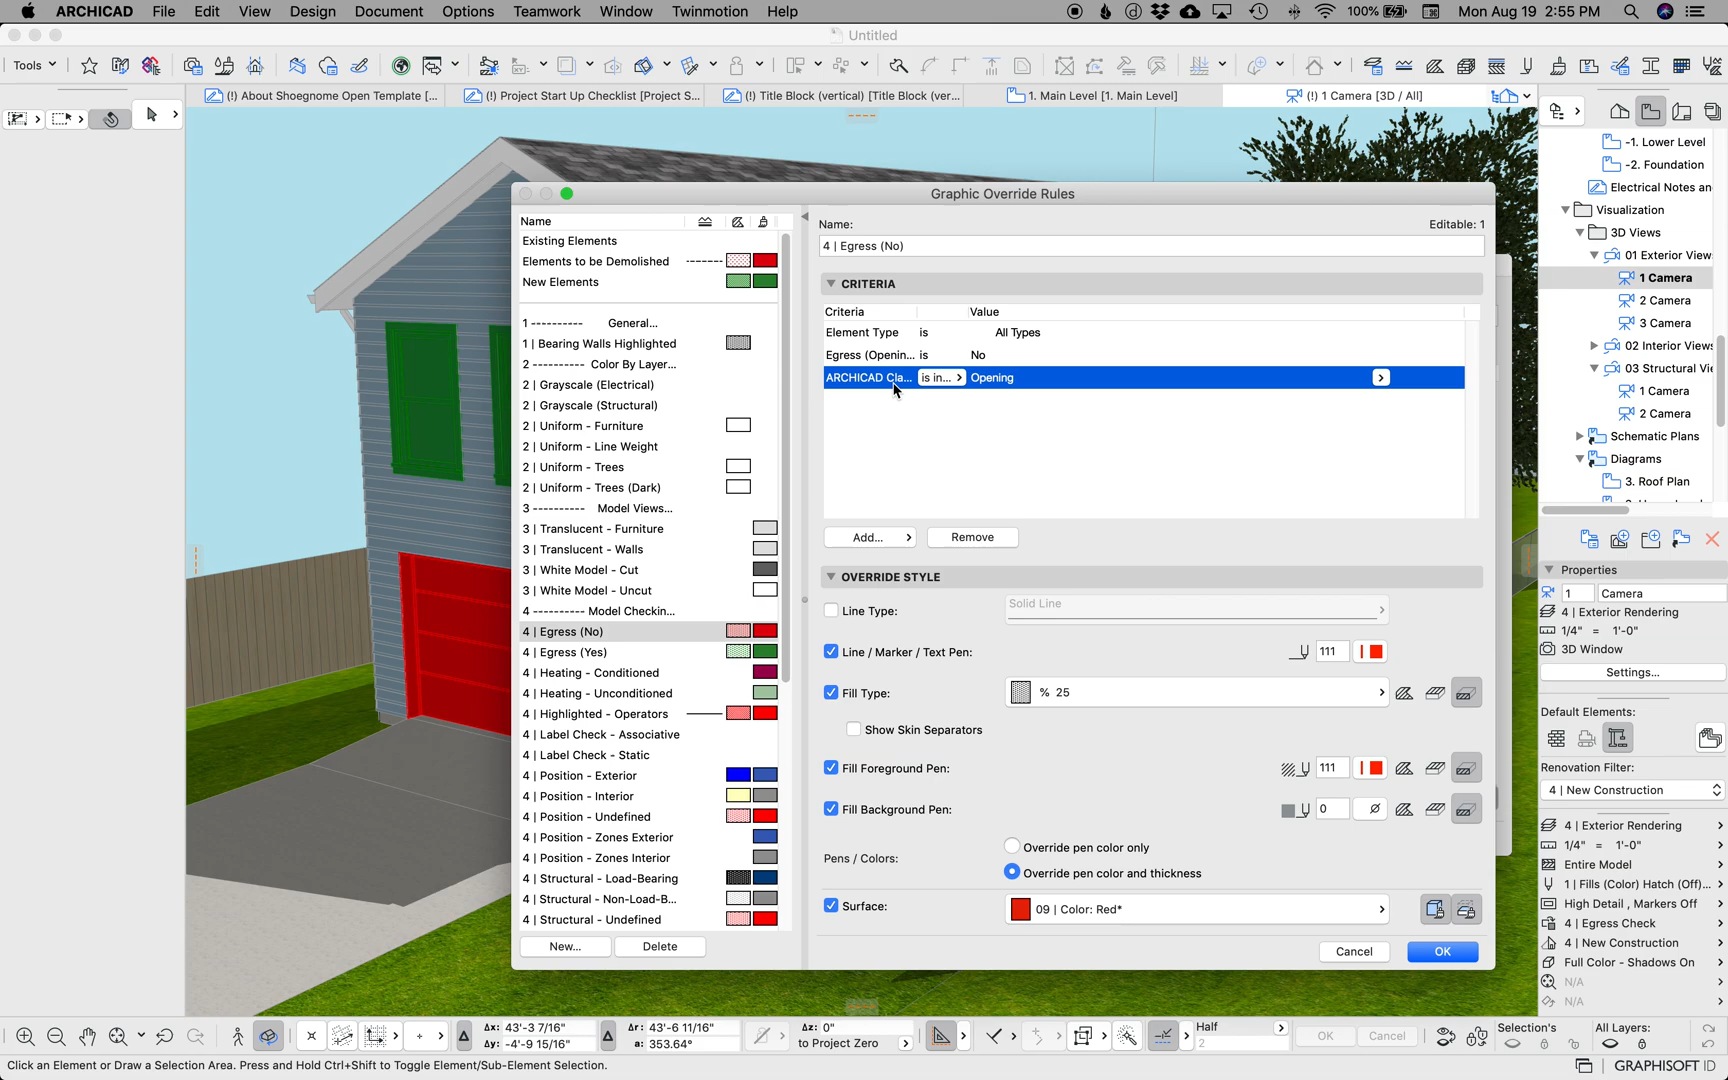 ARCHICAD File Edit View Design Document Options Teamwork Window Twinmotion Help 100% Mon Aug 19 2:55 PM
Untitled
Tools
(!) About Shoegnome Open Template [... (!) Project Start Up Checklist [Project S... (!) Title Block (vertical) [Title Block (ver... 1. Main Level [1. Main Level] (!) 1 Camera [3D / All]
Graphic Override Rules
Name
Existing Elements
Elements to be Demolished
New Elements
1 ---------- General...
1 | Bearing Walls Highlighted
2 ---------- Color By Layer...
2 | Grayscale (Electrical)
2 | Grayscale (Structural)
2 | Uniform - Furniture
2 | Uniform - Line Weight
2 | Uniform - Trees
2 | Uniform - Trees (Dark)
3 ---------- Model Views...
3 | Translucent - Furniture
3 | Translucent - Walls
3 | White Model - Cut
3 | White Model - Uncut
4 ---------- Model Checkin...
4 | Egress (No)
4 | Egress (Yes)
4 | Heating - Conditioned
4 | Heating - Unconditioned
4 | Highlighted - Operators
4 | Label Check - Associative
4 | Label Check - Static
4 | Position - Exterior
4 | Position - Interior
4 | Position - Undefined
4 | Position - Zones Exterior
4 | Position - Zones Interior
4 | Structural - Load-Bearing
4 | Structural - Non-Load-B...
4 | Structural - Undefined
New... Delete
Name: Editable: 1
4 | Egress (No)
CRITERIA
Criteria Value
Element Type is All Types
Egress (Openin... is No
ARCHICAD Cla... is in... Opening
Add... Remove
OVERRIDE STYLE
Line Type: Solid Line
Line / Marker / Text Pen: 111
Fill Type: % 25
Show Skin Separators
Fill Foreground Pen: 111
Fill Background Pen: 0
Pens / Colors:
Override pen color only
Override pen color and thickness
Surface: 09 | Color: Red*
Cancel OK
-1. Lower Level
-2. Foundation
Electrical Notes an
Visualization
3D Views
01 Exterior View
1 Camera
2 Camera
3 Camera
02 Interior Views
03 Structural Vi
1 Camera
2 Camera
Schematic Plans
Diagrams
3. Roof Plan
Properties
1 Camera
4 | Exterior Rendering
1/4" = 1'-0"
3D Window
Settings...
Default Elements:
Renovation Filter:
4 | New Construction
4 | Exterior Rendering
1/4" = 1'-0"
Entire Model
1 | Fills (Color) Hatch (Off)...
High Detail , Markers Off
4 | Egress Check
4 | New Construction
Full Color - Shadows On
N/A
N/A
Δx: 43'-3 7/16" Δr: 43'-6 11/16" Δz: 0" Half Selection's All Layers:
Δy: -4'-9 15/16" a: 353.64° to Project Zero 2 OK Cancel
Click an Element or Draw a Selection Area. Press and Hold Ctrl+Shift to Toggle Element/Sub-Element Selection. GRAPHISOFT ID